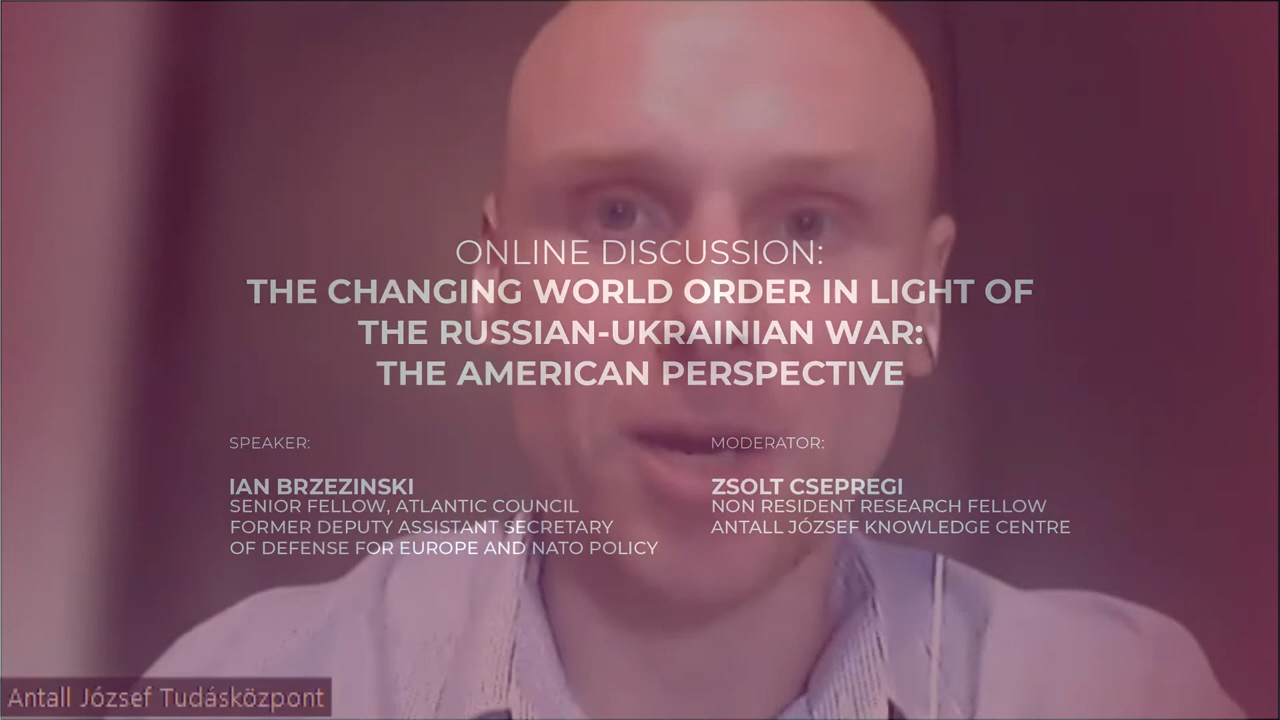 ONLINE DISCUSSION:
THE CHANGING WORLD ORDER IN LIGHT OF
THE RUSSIAN-UKRAINIAN WAR:
THE AMERICAN PERSPECTIVE
SPEAKER:
IAN BRZEZINSKI
SENIOR FELLOW, ATLANTIC COUNCIL
FORMER DEPUTY ASSISTANT SECRETARY
OF DEFENSE FOR EUROPE AND NATO POLICY
MODERATOR:
ZSOLT CSEPREGI
NON RESIDENT RESEARCH FELLOW
ANTALL JÓZSEF KNOWLEDGE CENTRE
Antall József Tudásközpont